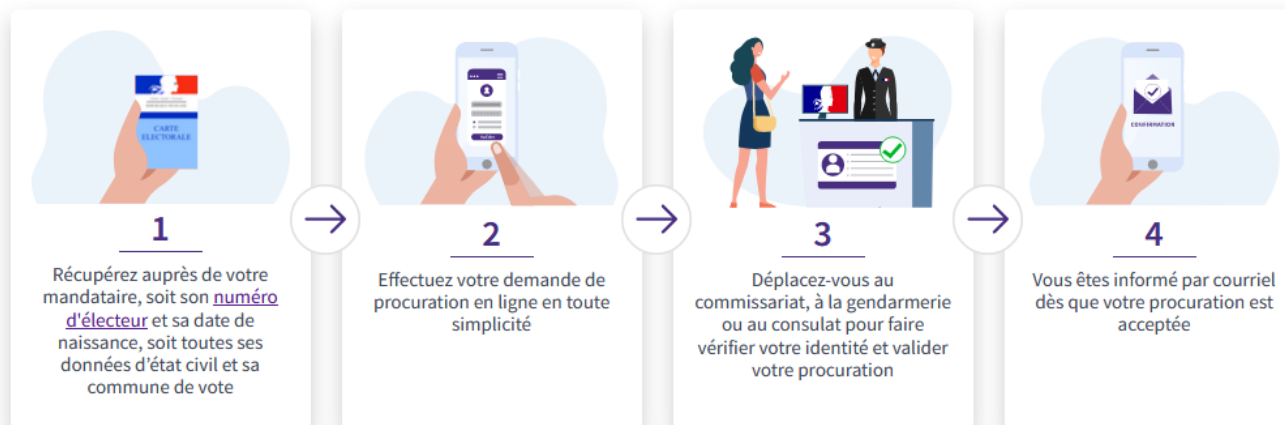 CARTE
ELECTORALE
1
Récupérez auprès de votre
mandataire, soit son numéro
d'électeur et sa date de
naissance, soit toutes ses
données d'état civil et sa
commune de vote
2
Effectuez votre demande de
procuration en ligne en toute
simplicité
3
Déplacez-vous au
commissariat, à la gendarmerie
ou au consulat pour faire
vérifier votre identité et valider
votre procuration
CONFIRMATION
4
Vous êtes informé par courriel
dès que votre procuration est
acceptée